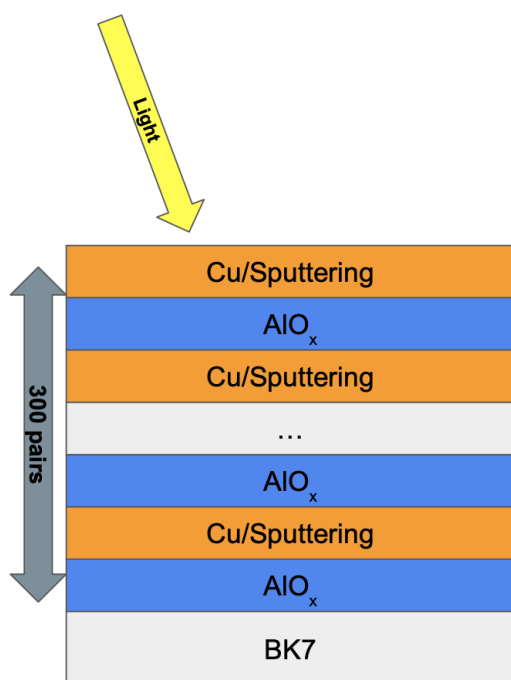 Light
Cu/Sputtering
AlOₓ
Cu/Sputtering
...
300 pairs
AlOₓ
Cu/Sputtering
AlOₓ
BK7